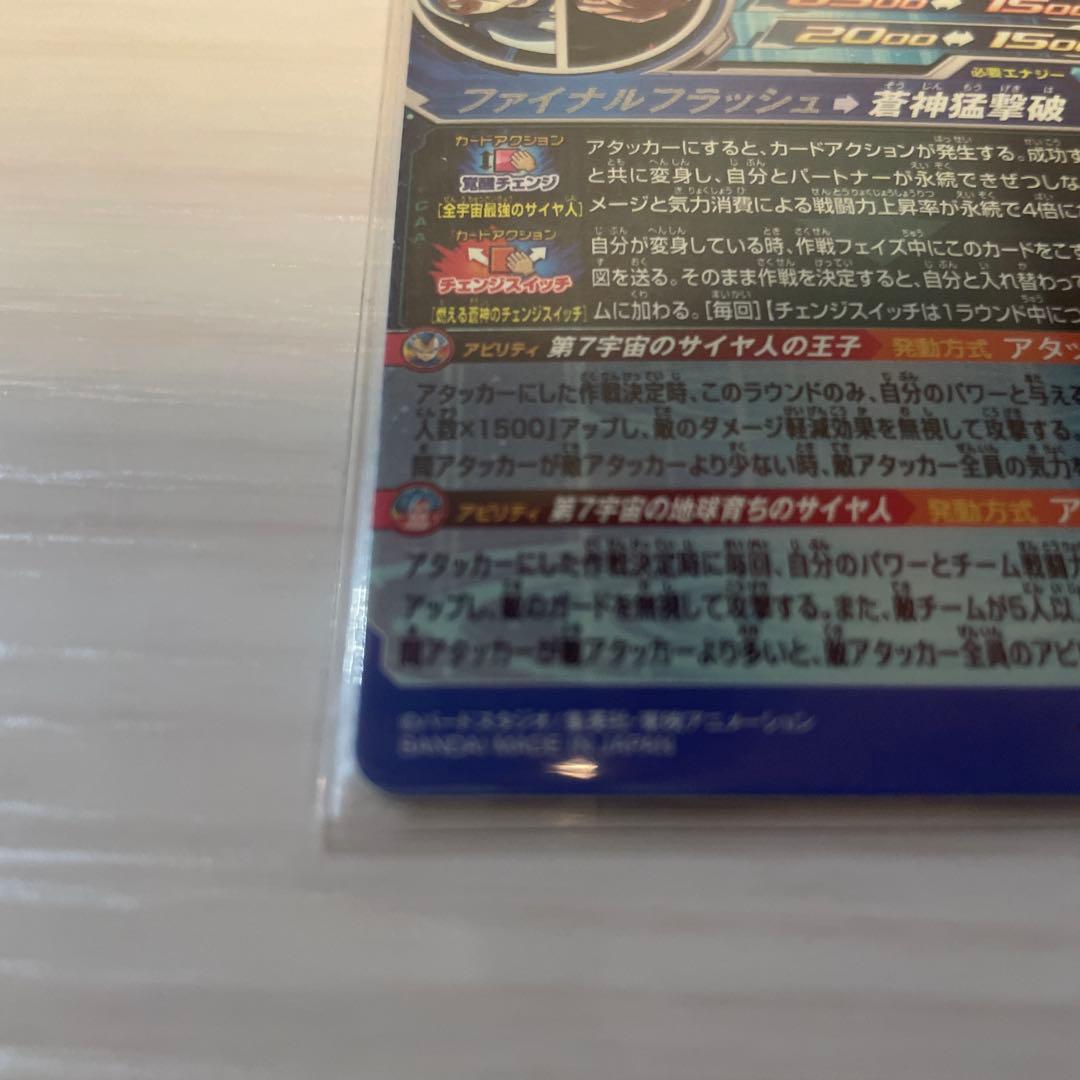 6500⇔1500
2000⇔1500
必要エナジー
ファイナルフラッシュ➡蒼神猛撃破
カードアクション
覚醒チェンジ
[全宇宙最強のサイヤ人]
アタッカーにすると、カードアクションが発生する。成功す
と共に変身し、自分とパートナーが永続できぜつしな
メージと気力消費による戦闘力上昇率が永続で4倍に
CAA
カードアクション
チェンジスイッチ
[燃える蒼神のチェンジスイッチ]
自分が変身している時、作戦フェイズ中にこのカードをこす
図を送る。そのまま作戦を決定すると、自分と入れ替わって
ムに加わる。[毎回]【チェンジスイッチは1ラウンド中につ
アビリティ 第7宇宙のサイヤ人の王子 発動方式 アタッ
アタッカーにした作戦決定時、このラウンドのみ、自分のパワーと与える
人数×1500]アップし、敵のダメージ軽減効果を無視して攻撃する。
闘アタッカーが敵アタッカーより少ない時、敵アタッカー全員の気力を
アビリティ 第7宇宙の地球育ちのサイヤ人 発動方式 ア
アタッカーにした作戦決定時に毎回、自分のパワーとチーム戦闘力
アップし、敵のガードを無視して攻撃する。また、敵チームが5人以
闘アタッカーが敵アタッカーより多いと、敵アタッカー全員のアビ
©バードスタジオ/集英社・東映アニメーション
BANDAI MADE IN JAPAN